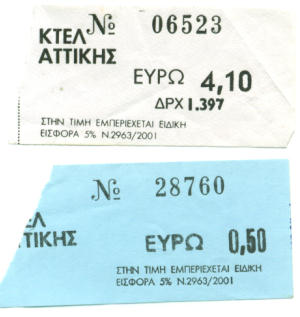 ΚΤΕΛ № 06523
ΑΤΤΙΚΗΣ
ΕΥΡΩ 4,10
ΔΡΧ 1.397
ΣΤΗΝ ΤΙΜΗ ΕΜΠΕΡΙΕΧΕΤΑΙ ΕΙΔΙΚΗ
ΕΙΣΦΟΡΑ 5% Ν.2963/2001
№ 28760
ΤΕΛ
ΤΤΙΚΗΣ ΕΥΡΩ 0,50
ΣΤΗΝ ΤΙΜΗ ΕΜΠΕΡΙΕΧΕΤΑΙ ΕΙΔΙΚΗ
ΕΙΣΦΟΡΑ 5% Ν.2963/2001